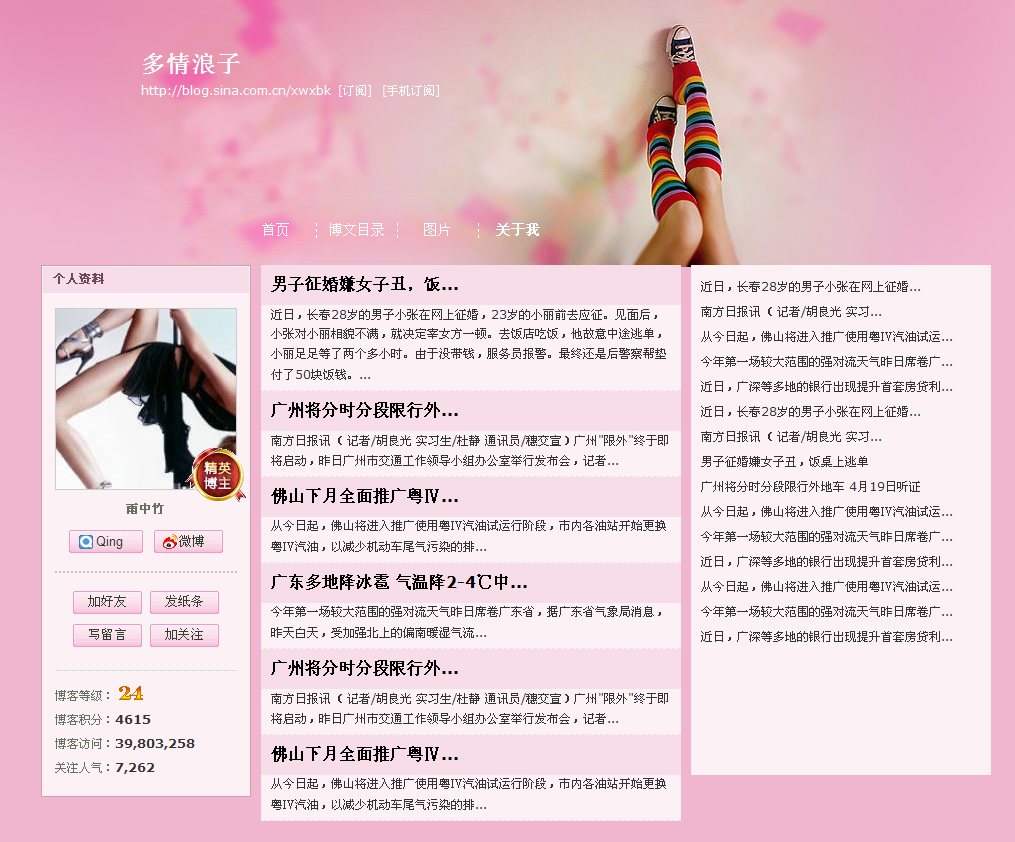 多情浪子
http://blog.sina.com.cn/xwxbk [订阅] [手机订阅]
首页 博文目录 图片 关于我
个人资料
精英
博主
雨中竹
Qing 微博
加好友 发纸条
写留言 加关注
博客等级： 24
博客积分：4615
博客访问：39,803,258
关注人气：7,262
男子征婚嫌女子丑，饭...
近日，长春28岁的男子小张在网上征婚，23岁的小丽前去应征。见面后，
小张对小丽相貌不满，就决定宰女方一顿。去饭店吃饭，他故意中途逃单，
小丽足足等了两个多小时。由于没带钱，服务员报警。最终还是后警察帮垫
付了50块饭钱。...
广州将分时分段限行外...
南方日报讯（记者/胡良光 实习生/杜静 通讯员/穗交宣）广州"限外"终于即
将启动，昨日广州市交通工作领导小组办公室举行发布会，记者...
佛山下月全面推广粤Ⅳ...
从今日起，佛山将进入推广使用粤IV汽油试运行阶段，市内各油站开始更换
粤IV汽油，以减少机动车尾气污染的排...
广东多地降冰雹 气温降2-4℃中...
今年第一场较大范围的强对流天气昨日席卷广东省，据广东省气象局消息，
昨天白天，受加强北上的偏南暖湿气流...
广州将分时分段限行外...
南方日报讯（记者/胡良光 实习生/杜静 通讯员/穗交宣）广州"限外"终于即
将启动，昨日广州市交通工作领导小组办公室举行发布会，记者...
佛山下月全面推广粤Ⅳ...
从今日起，佛山将进入推广使用粤IV汽油试运行阶段，市内各油站开始更换
粤IV汽油，以减少机动车尾气污染的排...
近日，长春28岁的男子小张在网上征婚...
南方日报讯（记者/胡良光 实习...
从今日起，佛山将进入推广使用粤IV汽油试运...
今年第一场较大范围的强对流天气昨日席卷广...
近日，广深等多地的银行出现提升首套房贷利...
近日，长春28岁的男子小张在网上征婚...
南方日报讯（记者/胡良光 实习...
男子征婚嫌女子丑，饭桌上逃单
广州将分时分段限行外地车 4月19日听证
从今日起，佛山将进入推广使用粤IV汽油试运...
今年第一场较大范围的强对流天气昨日席卷广...
近日，广深等多地的银行出现提升首套房贷利...
从今日起，佛山将进入推广使用粤IV汽油试运...
今年第一场较大范围的强对流天气昨日席卷广...
近日，广深等多地的银行出现提升首套房贷利...